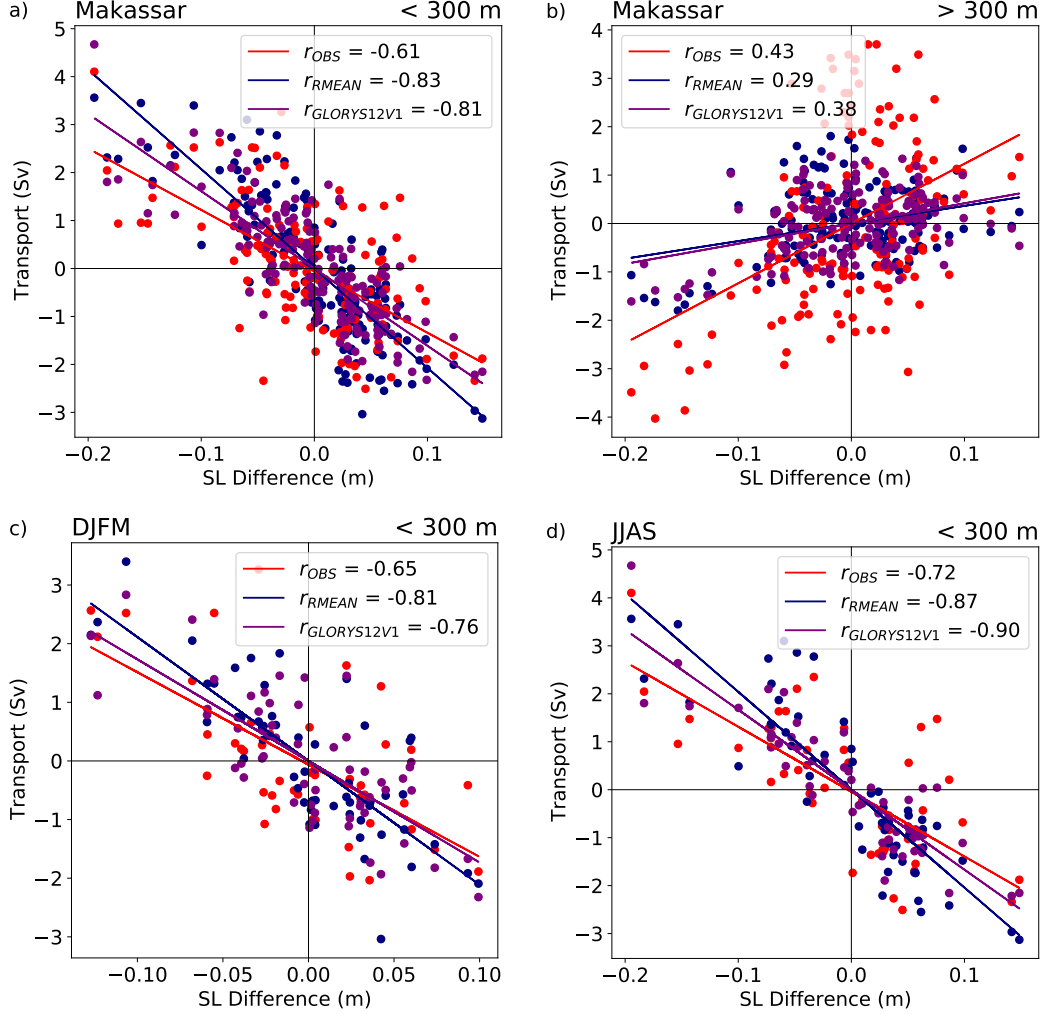 a) Makassar < 300 m
r_OBS = -0.61
r_RMEAN = -0.83
r_GLORYS12V1 = -0.81
5
4
3
2
1
0
−1
−2
−3
Transport (Sv)
−0.2 −0.1 0.0 0.1
SL Difference (m)
b) Makassar > 300 m
r_OBS = 0.43
r_RMEAN = 0.29
r_GLORYS12V1 = 0.38
4
3
2
1
0
−1
−2
−3
−4
Transport (Sv)
−0.2 −0.1 0.0 0.1
SL Difference (m)
c) DJFM < 300 m
r_OBS = -0.65
r_RMEAN = -0.81
r_GLORYS12V1 = -0.76
3
2
1
0
−1
−2
−3
Transport (Sv)
−0.10 −0.05 0.00 0.05 0.10
SL Difference (m)
d) JJAS < 300 m
r_OBS = -0.72
r_RMEAN = -0.87
r_GLORYS12V1 = -0.90
5
4
3
2
1
0
−1
−2
−3
Transport (Sv)
−0.2 −0.1 0.0 0.1
SL Difference (m)